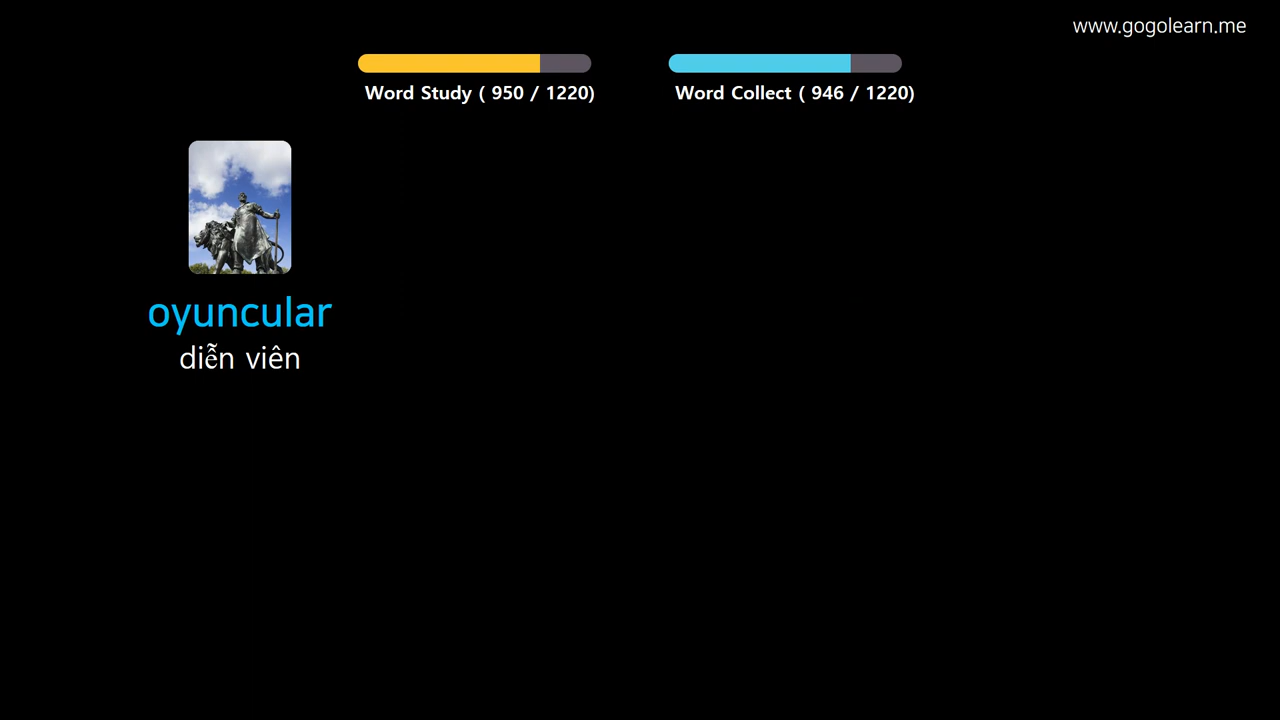 www.gogolearn.me
Word Study ( 950 / 1220)
Word Collect ( 946 / 1220)
oyuncular
diễn viên